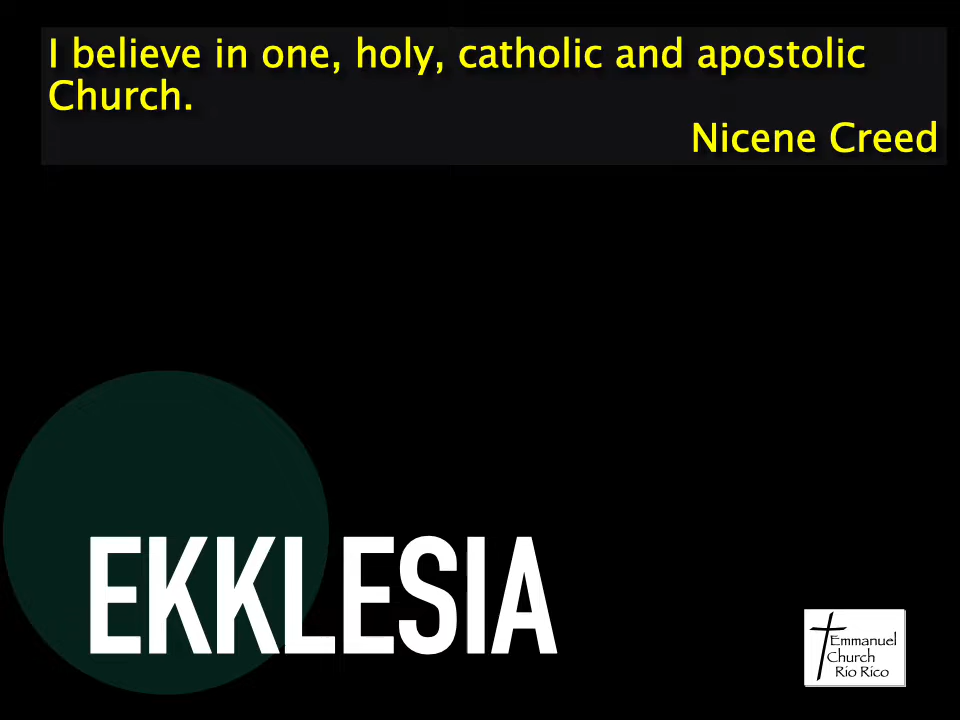 I believe in one, holy, catholic and apostolic
Church.
Nicene Creed
EKKLESIA
Emmanuel
Church
Rio Rico